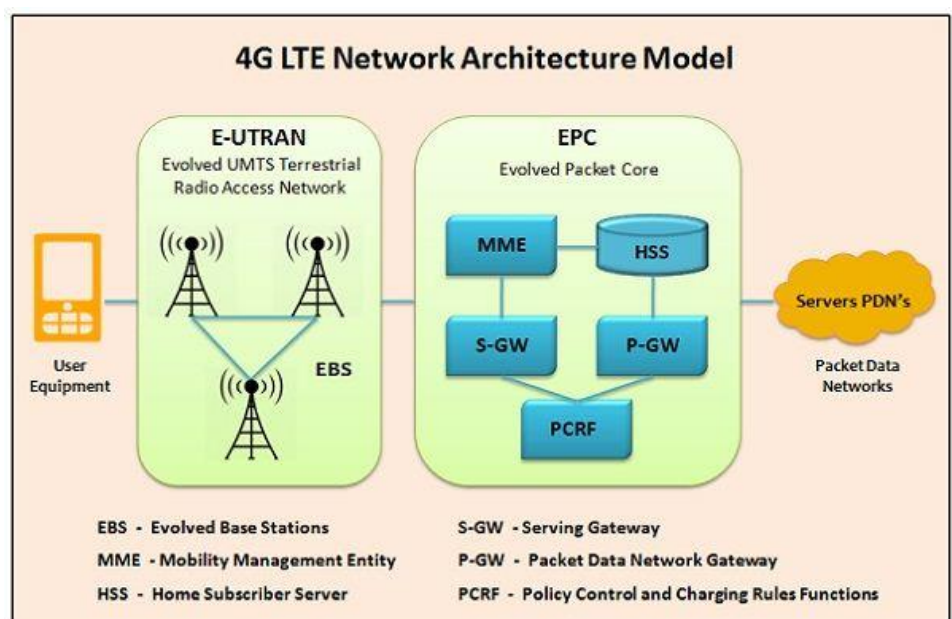 4G LTE Network Architecture Model
E-UTRAN
Evolved UMTS Terrestrial
Radio Access Network
EBS
EPC
Evolved Packet Core
MME
HSS
S-GW
P-GW
PCRF
User
Equipment
Servers PDN's
Packet Data
Networks
EBS - Evolved Base Stations
MME - Mobility Management Entity
HSS - Home Subscriber Server
S-GW - Serving Gateway
P-GW - Packet Data Network Gateway
PCRF - Policy Control and Charging Rules Functions